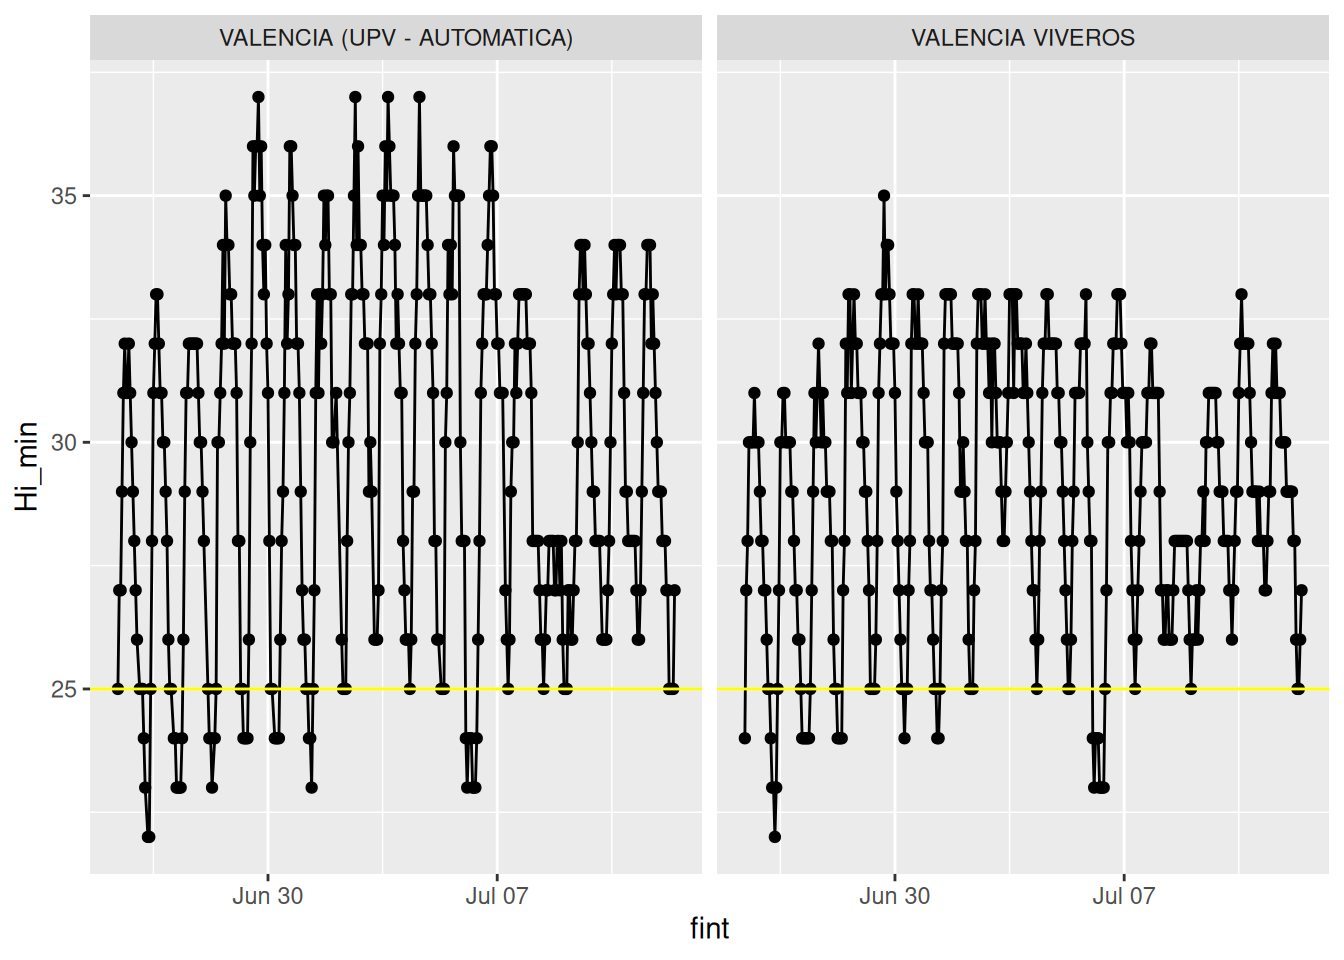 VALENCIA (UPV - AUTOMATICA)
VALENCIA VIVEROS
35
30
25
Hi_min
Jun 30
Jul 07
Jun 30
Jul 07
fint